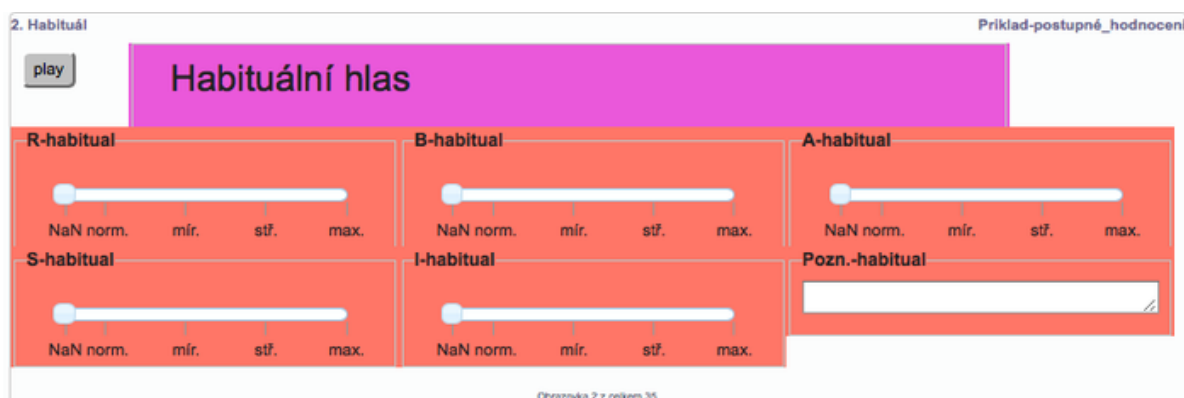 2. Habituál Priklad-postupné_hodnoceni
play Habituální hlas
R-habitual B-habitual A-habitual
NaN norm. mír. stř. max. NaN norm. mír. stř. max. NaN norm. mír. stř. max.
S-habitual I-habitual Pozn.-habitual
NaN norm. mír. stř. max. NaN norm. mír. stř. max.
Obrazovka 2 z celkem 35